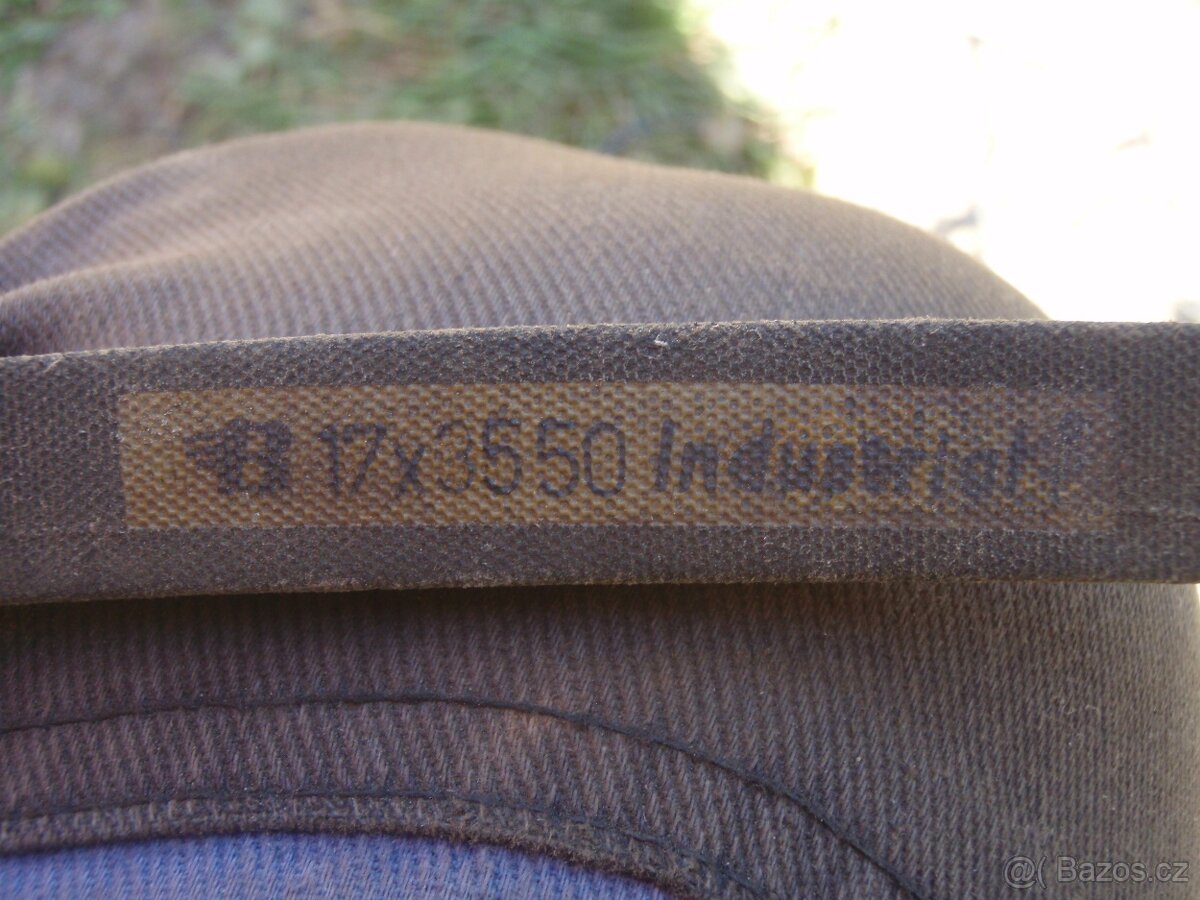 17x3550 Industrial
@( Bazos.cz